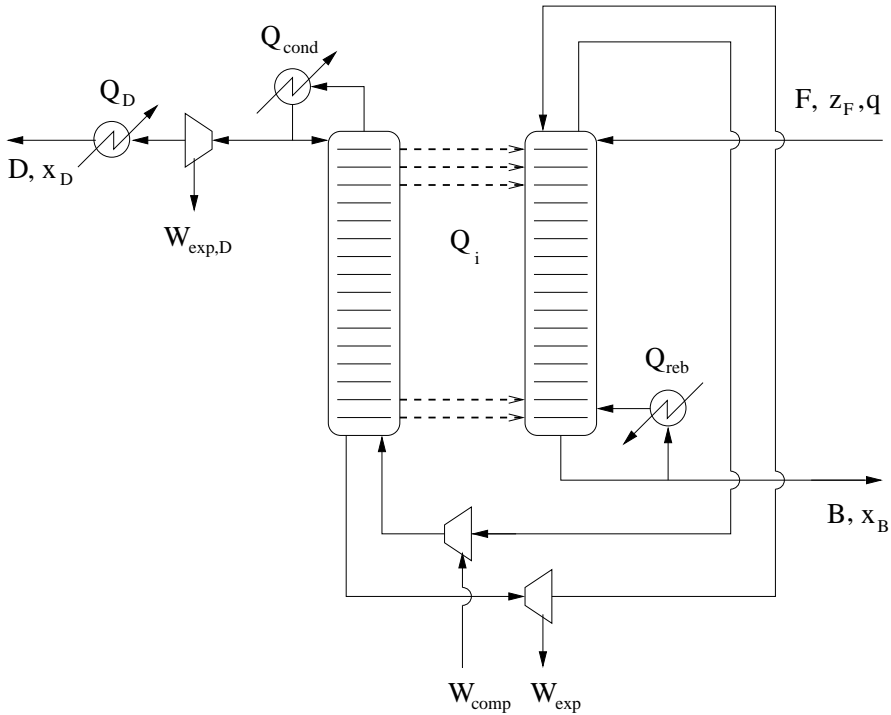 Q_cond
Q_D
F, z_F, q
D, x_D
W_exp,D
Q_i
Q_reb
B, x_B
W_comp
W_exp